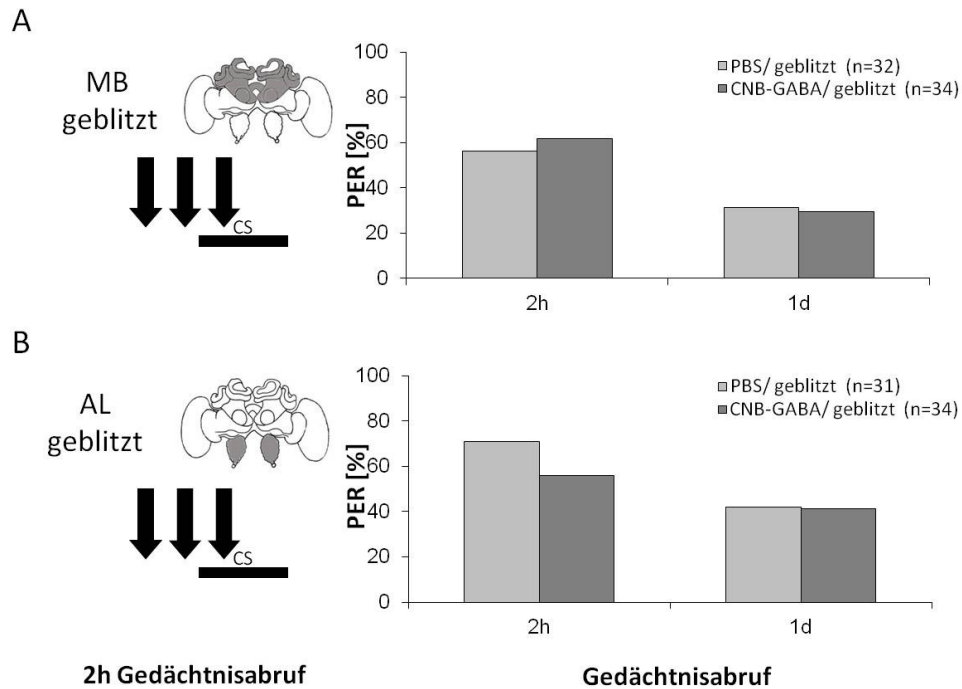 A
MB
geblitzt
CS
PER [%]
100
80
60
40
20
0
2h
1d
PBS/ geblitzt (n=32)
CNB-GABA/ geblitzt (n=34)
B
AL
geblitzt
CS
PER [%]
100
80
60
40
20
0
2h
1d
PBS/ geblitzt (n=31)
CNB-GABA/ geblitzt (n=34)
2h Gedächtnisabruf
Gedächtnisabruf